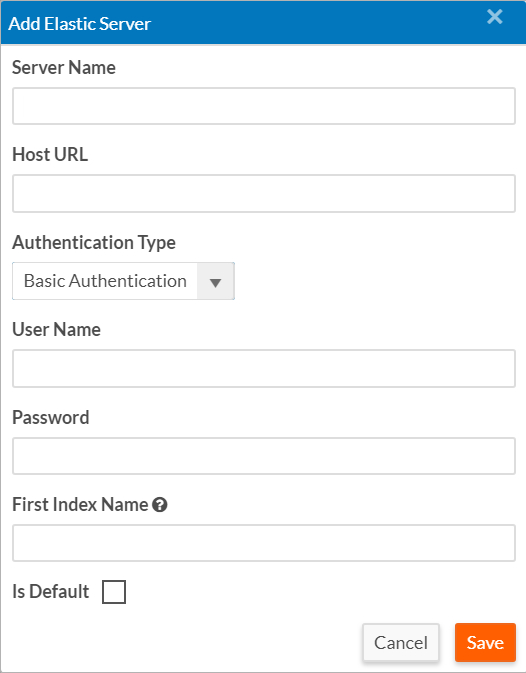 Add Elastic Server
Server Name
Host URL
Authentication Type
Basic Authentication
User Name
Password
First Index Name
Is Default
Cancel Save